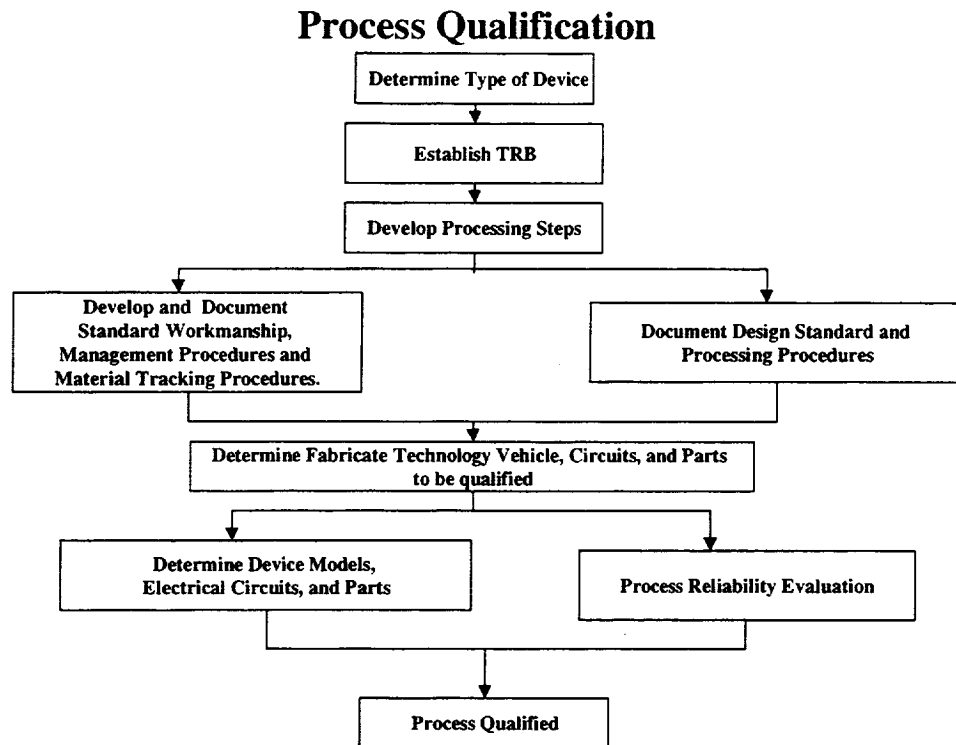 Process Qualification
Determine Type of Device
Establish TRB
Develop Processing Steps
Develop and Document
Standard Workmanship,
Management Procedures and
Material Tracking Procedures.
Document Design Standard and
Processing Procedures
Determine Fabricate Technology Vehicle, Circuits, and Parts
to be qualified
Determine Device Models,
Electrical Circuits, and Parts
Process Reliability Evaluation
Process Qualified